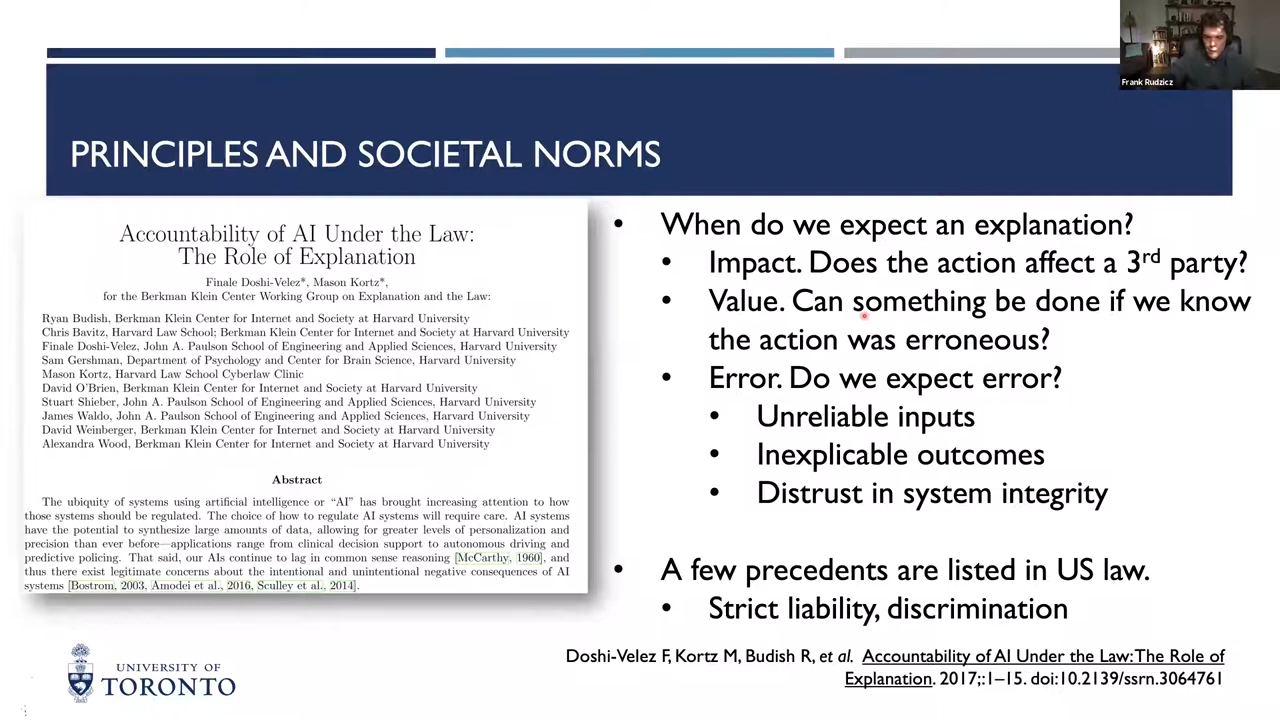 Frank Rudzicz
PRINCIPLES AND SOCIETAL NORMS
Accountability of AI Under the Law:
The Role of Explanation
Finale Doshi-Velez*, Mason Kortz*,
for the Berkman Klein Center Working Group on Explanation and the Law:
Ryan Budish, Berkman Klein Center for Internet and Society at Harvard University
Chris Bavitz, Harvard Law School; Berkman Klein Center for Internet and Society at Harvard University
Finale Doshi-Velez, John A. Paulson School of Engineering and Applied Sciences, Harvard University
Sam Gershman, Department of Psychology and Center for Brain Science, Harvard University
Mason Kortz, Harvard Law School Cyberlaw Clinic
David O'Brien, Berkman Klein Center for Internet and Society at Harvard University
Stuart Shieber, John A. Paulson School of Engineering and Applied Sciences, Harvard University
James Waldo, John A. Paulson School of Engineering and Applied Sciences, Harvard University
David Weinberger, Berkman Klein Center for Internet and Society at Harvard University
Alexandra Wood, Berkman Klein Center for Internet and Society at Harvard University
Abstract
The ubiquity of systems using artificial intelligence or “AI” has brought increasing attention to how
those systems should be regulated. The choice of how to regulate AI systems will require care. AI systems
have the potential to synthesize large amounts of data, allowing for greater levels of personalization and
precision than ever before—applications range from clinical decision support to autonomous driving and
predictive policing. That said, our AIs continue to lag in common sense reasoning [McCarthy, 1960], and
thus there exist legitimate concerns about the intentional and unintentional negative consequences of AI
systems [Bostrom, 2003, Amodei et al., 2016, Sculley et al., 2014].
• When do we expect an explanation?
• Impact. Does the action affect a 3rd party?
• Value. Can something be done if we know
the action was erroneous?
• Error. Do we expect error?
• Unreliable inputs
• Inexplicable outcomes
• Distrust in system integrity
• A few precedents are listed in US law.
• Strict liability, discrimination
Doshi-Velez F, Kortz M, Budish R, et al. Accountability of AI Under the Law: The Role of
Explanation. 2017;:1–15. doi:10.2139/ssrn.3064761
UNIVERSITY OF
TORONTO